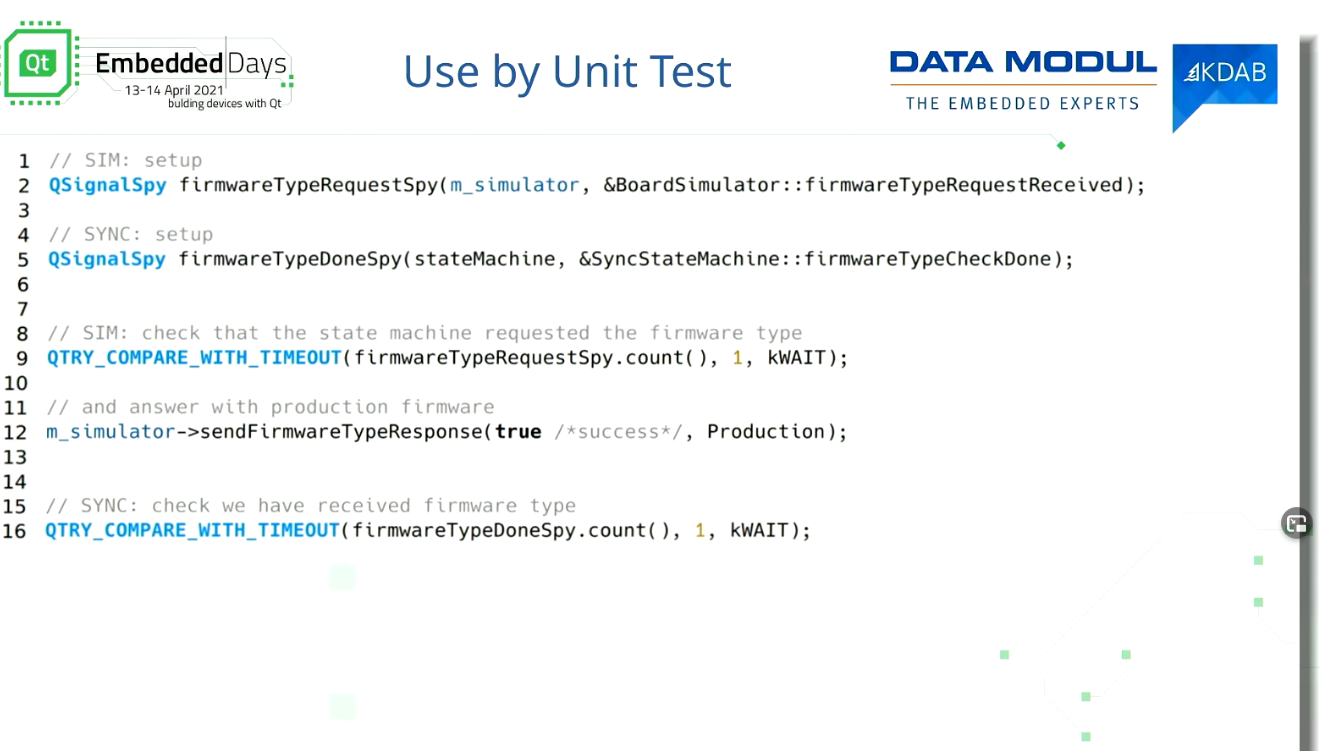 Qt
Embedded Days
13-14 April 2021
bulding devices with Qt
Use by Unit Test
DATA MODUL
THE EMBEDDED EXPERTS
KDAB
1 // SIM: setup
2 QSignalSpy firmwareTypeRequestSpy(m_simulator, &BoardSimulator::firmwareTypeRequestReceived);
3
4 // SYNC: setup
5 QSignalSpy firmwareTypeDoneSpy(stateMachine, &SyncStateMachine::firmwareTypeCheckDone);
6
7
8 // SIM: check that the state machine requested the firmware type
9 QTRY_COMPARE_WITH_TIMEOUT(firmwareTypeRequestSpy.count(), 1, kWAIT);
10
11 // and answer with production firmware
12 m_simulator->sendFirmwareTypeResponse(true /*success*/, Production);
13
14
15 // SYNC: check we have received firmware type
16 QTRY_COMPARE_WITH_TIMEOUT(firmwareTypeDoneSpy.count(), 1, kWAIT);